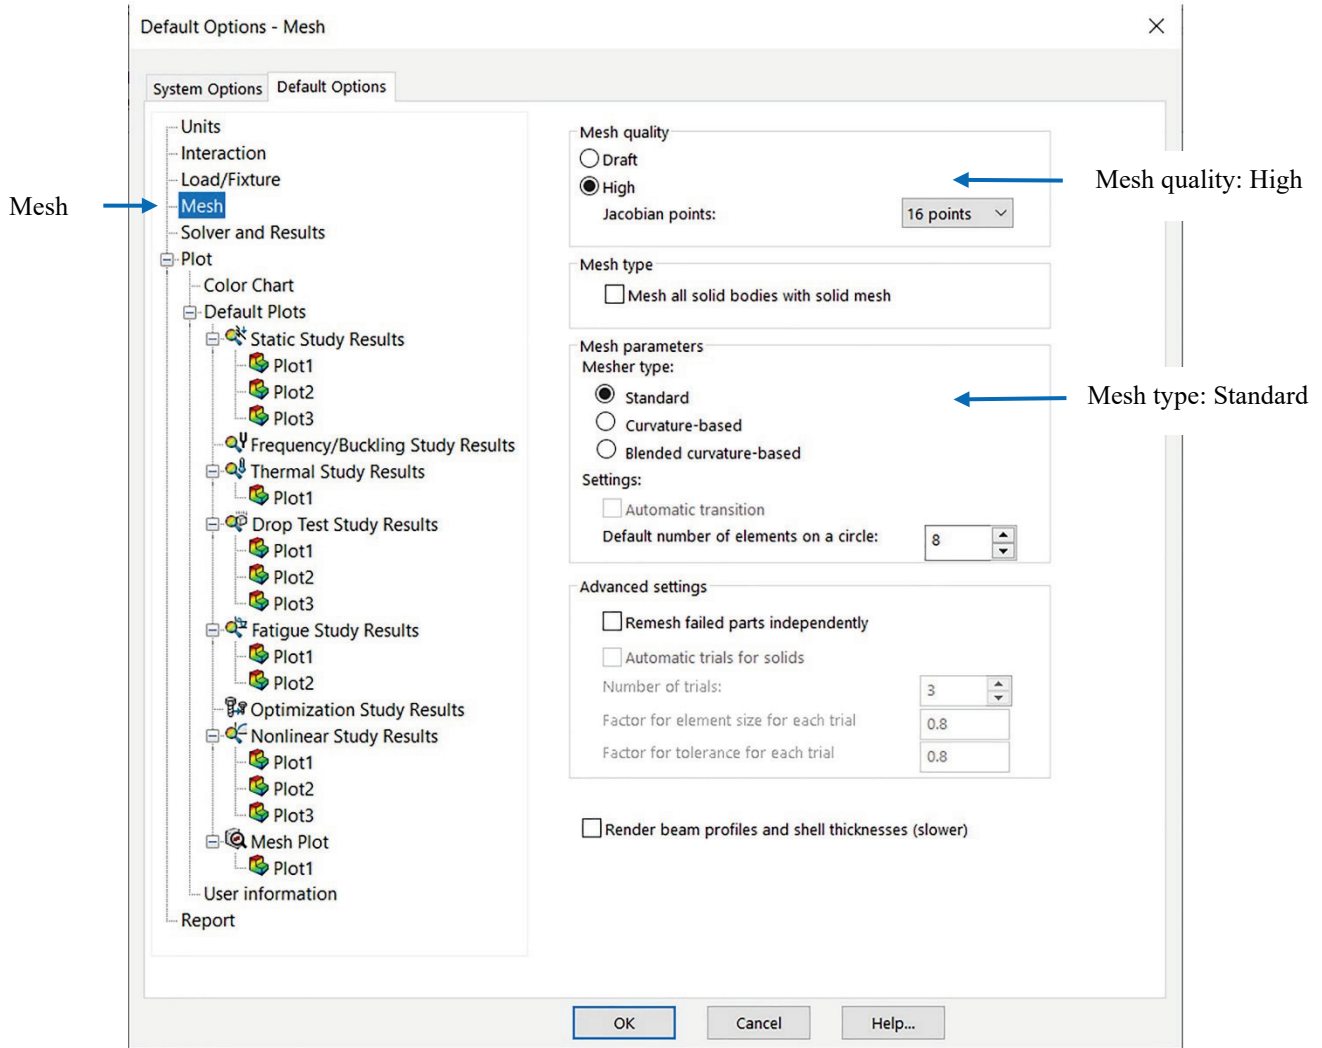 Default Options - Mesh
System Options
Default Options
Units
Interaction
Load/Fixture
Mesh
Mesh
Solver and Results
Plot
Color Chart
Default Plots
Static Study Results
Plot1
Plot2
Plot3
Frequency/Buckling Study Results
Thermal Study Results
Plot1
Drop Test Study Results
Plot1
Plot2
Plot3
Fatigue Study Results
Plot1
Plot2
Optimization Study Results
Nonlinear Study Results
Plot1
Plot2
Plot3
Mesh Plot
Plot1
User information
Report
Mesh quality
Draft
High
Mesh quality: High
Jacobian points:
16 points
Mesh type
Mesh all solid bodies with solid mesh
Mesh parameters
Mesher type:
Standard
Mesh type: Standard
Curvature-based
Blended curvature-based
Settings:
Automatic transition
Default number of elements on a circle:
8
Advanced settings
Remesh failed parts independently
Automatic trials for solids
Number of trials:
3
Factor for element size for each trial
0.8
Factor for tolerance for each trial
0.8
Render beam profiles and shell thicknesses (slower)
OK
Cancel
Help...